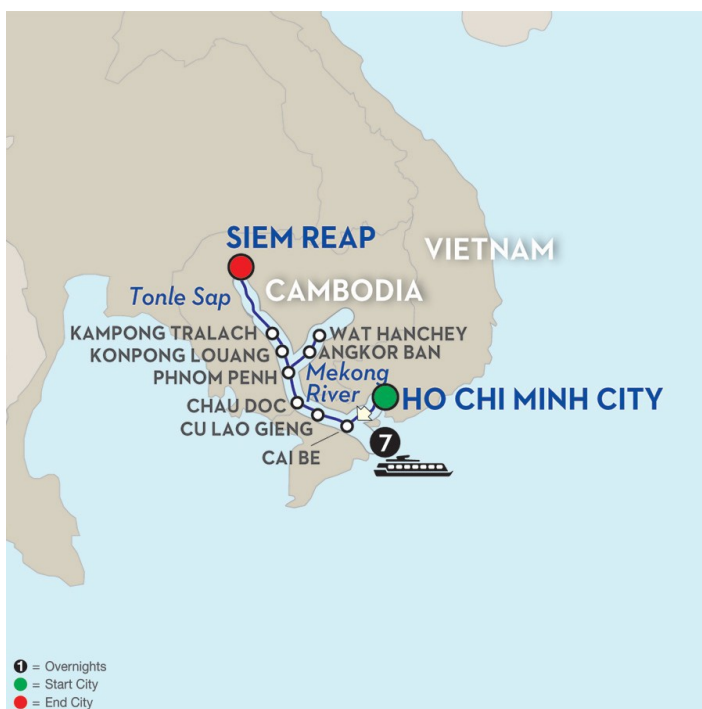 SIEM REAP
VIETNAM
Tonle Sap
CAMBODIA
KAMPONG TRALACH
WAT HANCHEY
KONPONG LOUANG
ANGKOR BAN
PHNOM PENH
Mekong
River
CHAU DOC
HO CHI MINH CITY
CU LAO GIENG
CAI BE
7
1 = Overnights
= Start City
= End City